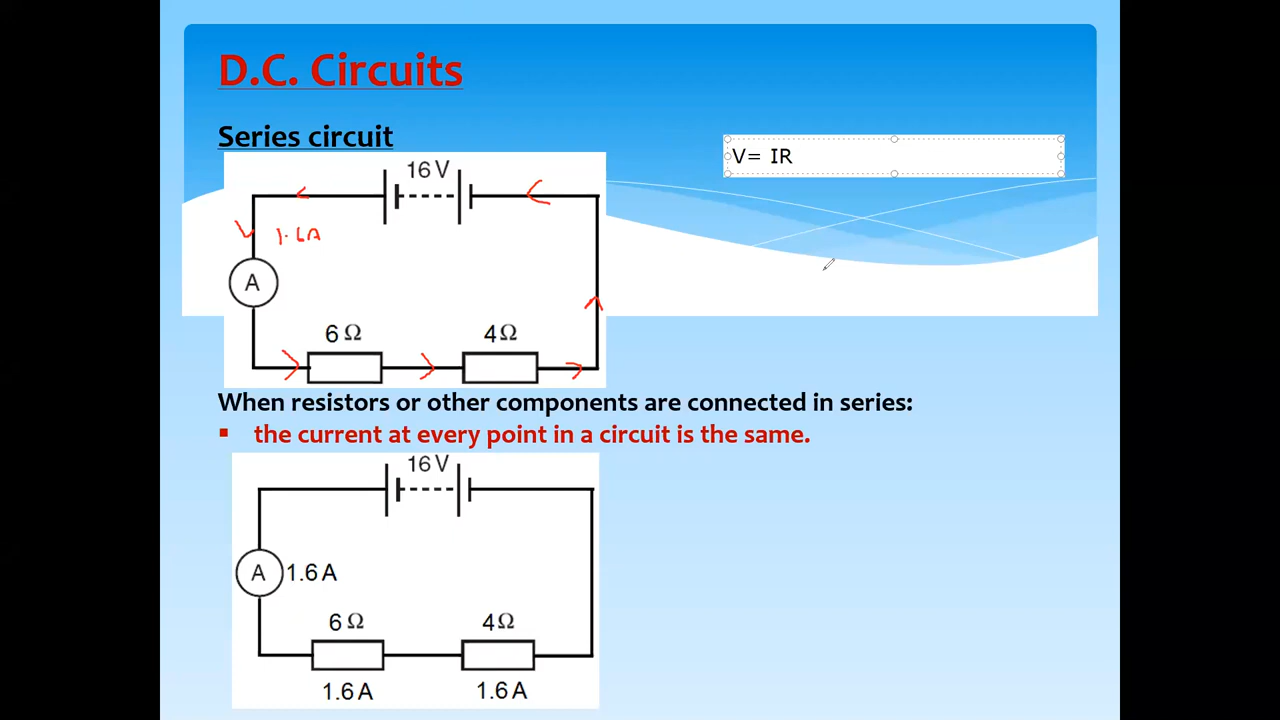 D.C. Circuits
Series circuit
V= IR
16 V
1.6A
A
6 Ω
4 Ω
When resistors or other components are connected in series:
▪ the current at every point in a circuit is the same.
16 V
A 1.6 A
6 Ω
4 Ω
1.6 A
1.6 A